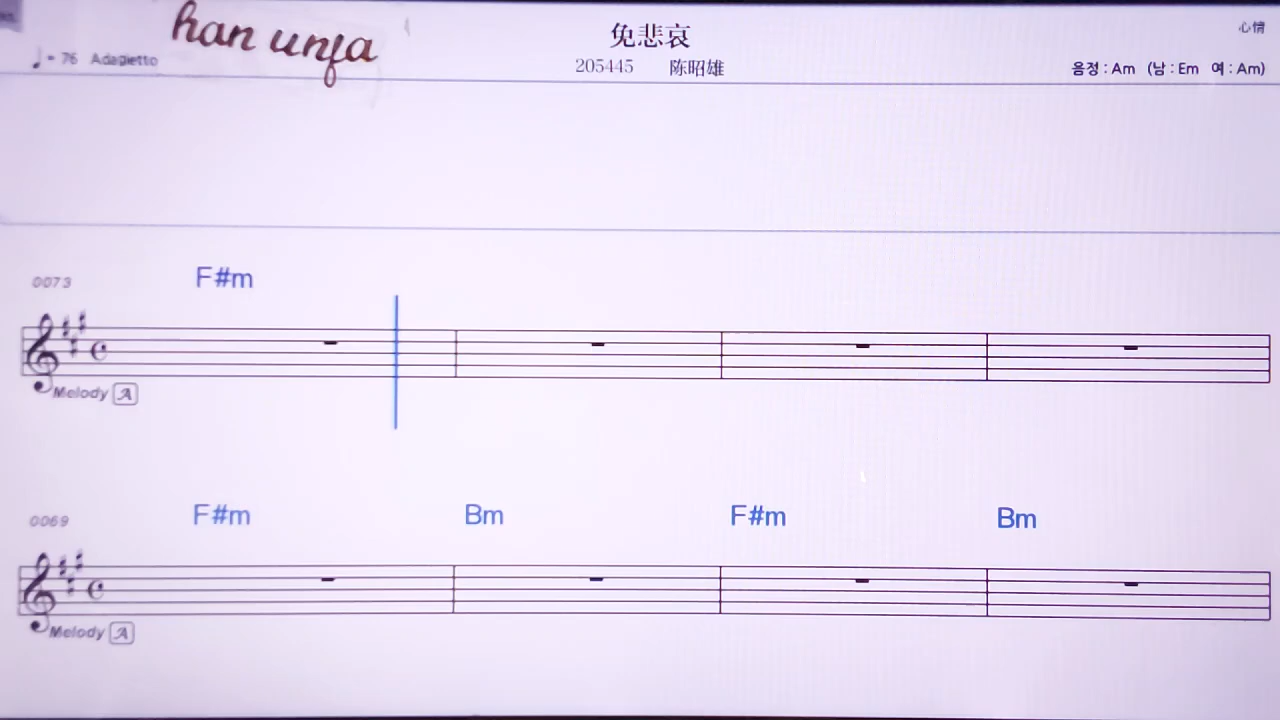 han unfa
免悲哀
心情
♩= 76 Adagietto
205445 陈昭雄
음정 : Am (남 : Em 여 : Am)
0073 F#m
Melody A
0069 F#m Bm F#m Bm
Melody A